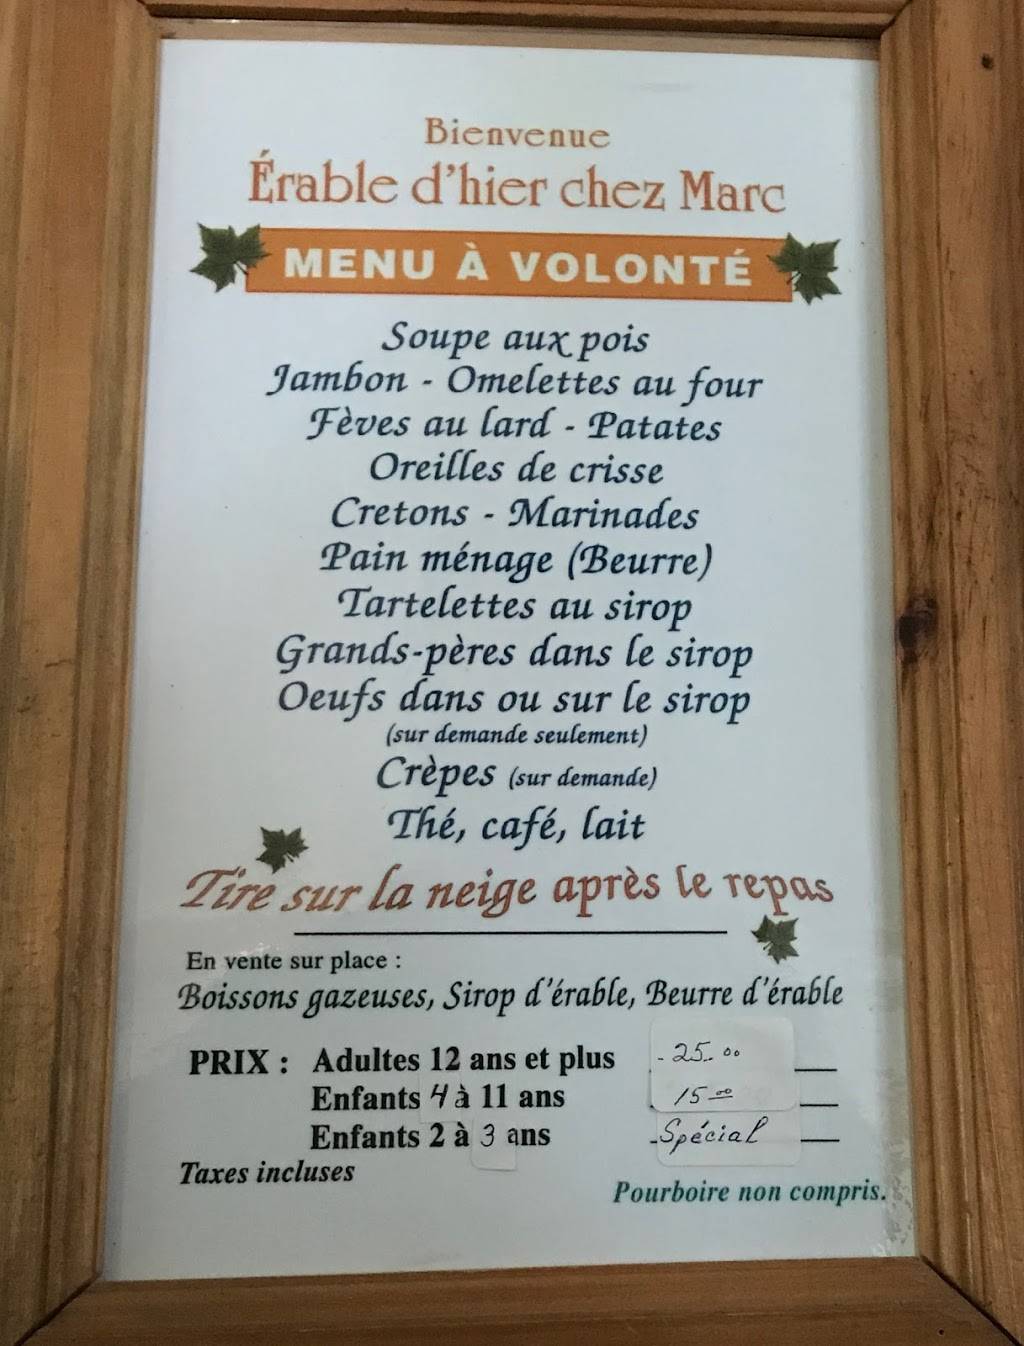 Bienvenue
Érable d'hier chez Marc
MENU À VOLONTÉ
Soupe aux pois
Jambon - Omelettes au four
Fèves au lard - Patates
Oreilles de crisse
Cretons - Marinades
Pain ménage (Beurre)
Tartelettes au sirop
Grands-pères dans le sirop
Oeufs dans ou sur le sirop
(sur demande seulement)
Crèpes (sur demande)
Thé, café, lait
Tire sur la neige après le repas
En vente sur place :
Boissons gazeuses, Sirop d'érable, Beurre d'érable
PRIX : Adultes 12 ans et plus - 25.00
Enfants 4 à 11 ans 15 00
Enfants 2 à 3 ans - Spécial
Taxes incluses
Pourboire non compris.